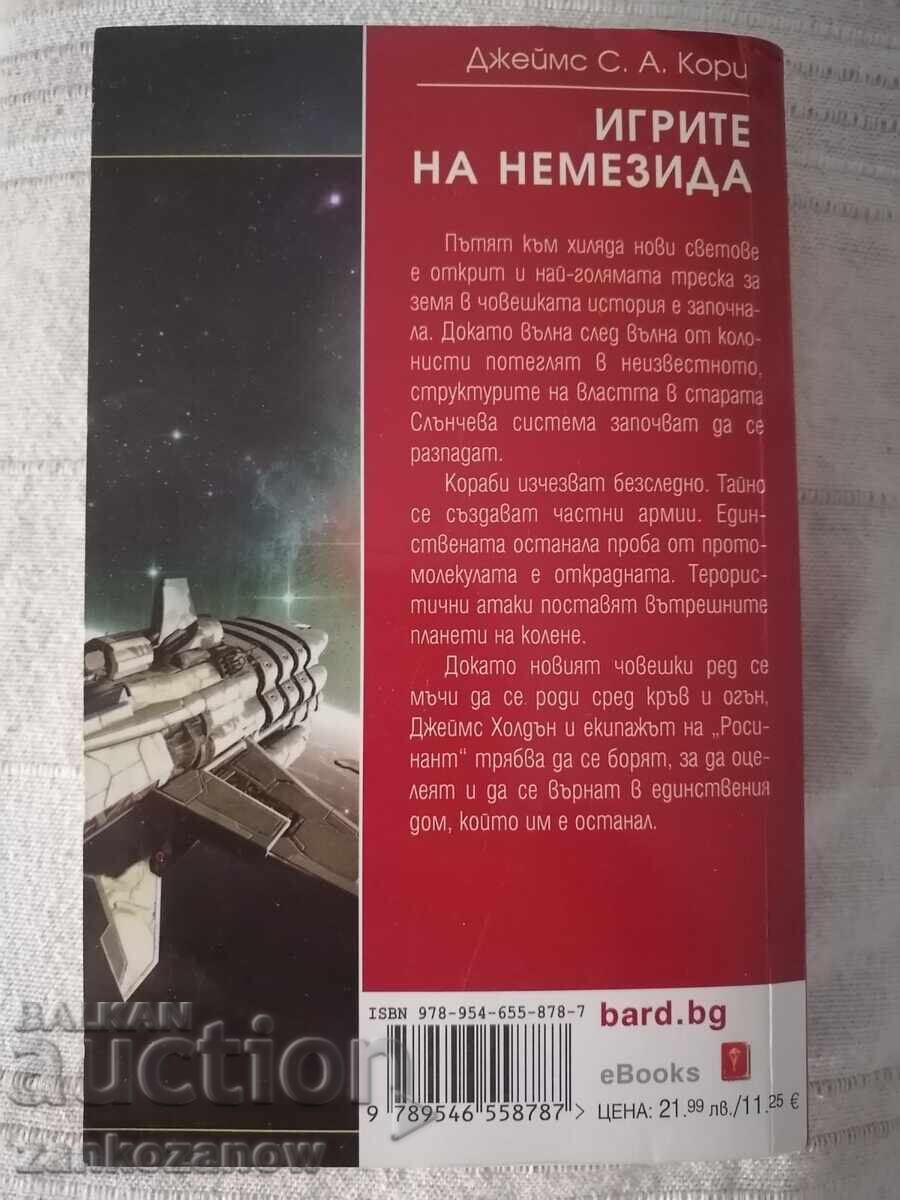 Джеймс С. А. Кори
ИГРИТЕ
НА НЕМЕЗИДА
Пътят към хиляда нови светове
е открит и най-голямата треска за
земя в човешката история е започна-
ла. Докато вълна след вълна от коло-
нисти потеглят в неизвестното,
структурите на властта в старата
Слънчева система започват да се
разпадат.
Кораби изчезват безследно. Тайно
се създават частни армии. Един-
ствената останала проба от прото-
молекулата е открадната. Терорис-
тични атаки поставят вътрешните
планети на колене.
Докато новият човешки ред се
мъчи да се роди сред кръв и огън,
Джеймс Холдън и екипажът на „Роси-
нант“ трябва да се борят, за да оце-
леят и да се върнат в единствения
дом, който им е останал.
ISBN 978-954-655-878-7
bard.bg
eBooks
9 789546 558787>
ЦЕНА: 21.99 лв./11.25 €
BALKAN
auction
zankozanow